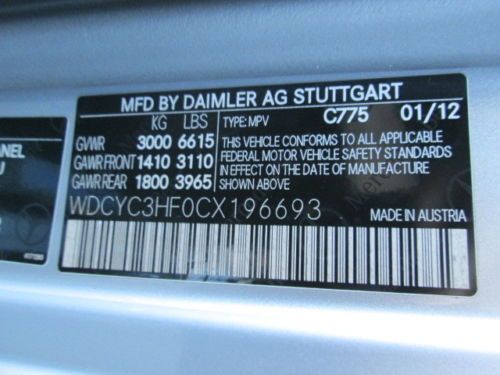 MFD BY DAIMLER AG STUTTGART
KG LBS TYPE: MPV C775 01/12
GVWR 3000 6615
GAWR FRONT 1410 3110
GAWR REAR 1800 3965
THIS VEHICLE CONFORMS TO ALL APPLICABLE
FEDERAL MOTOR VEHICLE SAFETY STANDARDS
IN EFFECT ON THE DATE OF MANUFACTURE
SHOWN ABOVE.
WDCYC3HF0CX196693 MADE IN AUSTRIA